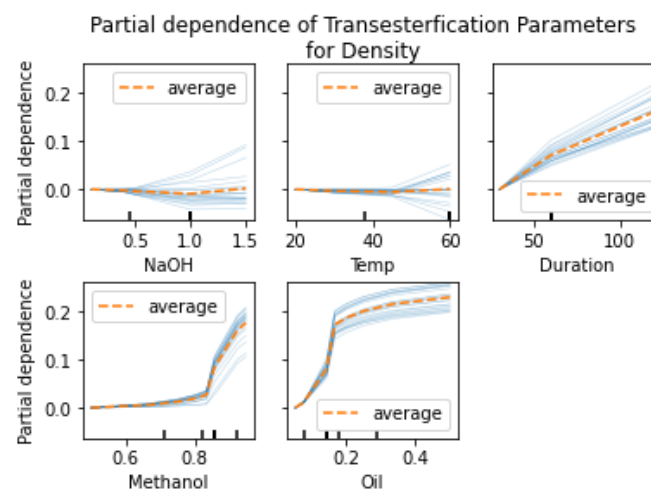 Partial dependence of Transesterfication Parameters
for Density
Partial dependence
0.2
0.1
0.0
average
0.5
1.0
1.5
NaOH
average
20
40
60
Temp
average
50
100
Duration
Partial dependence
0.2
0.1
0.0
average
0.6
0.8
Methanol
average
0.2
0.4
Oil